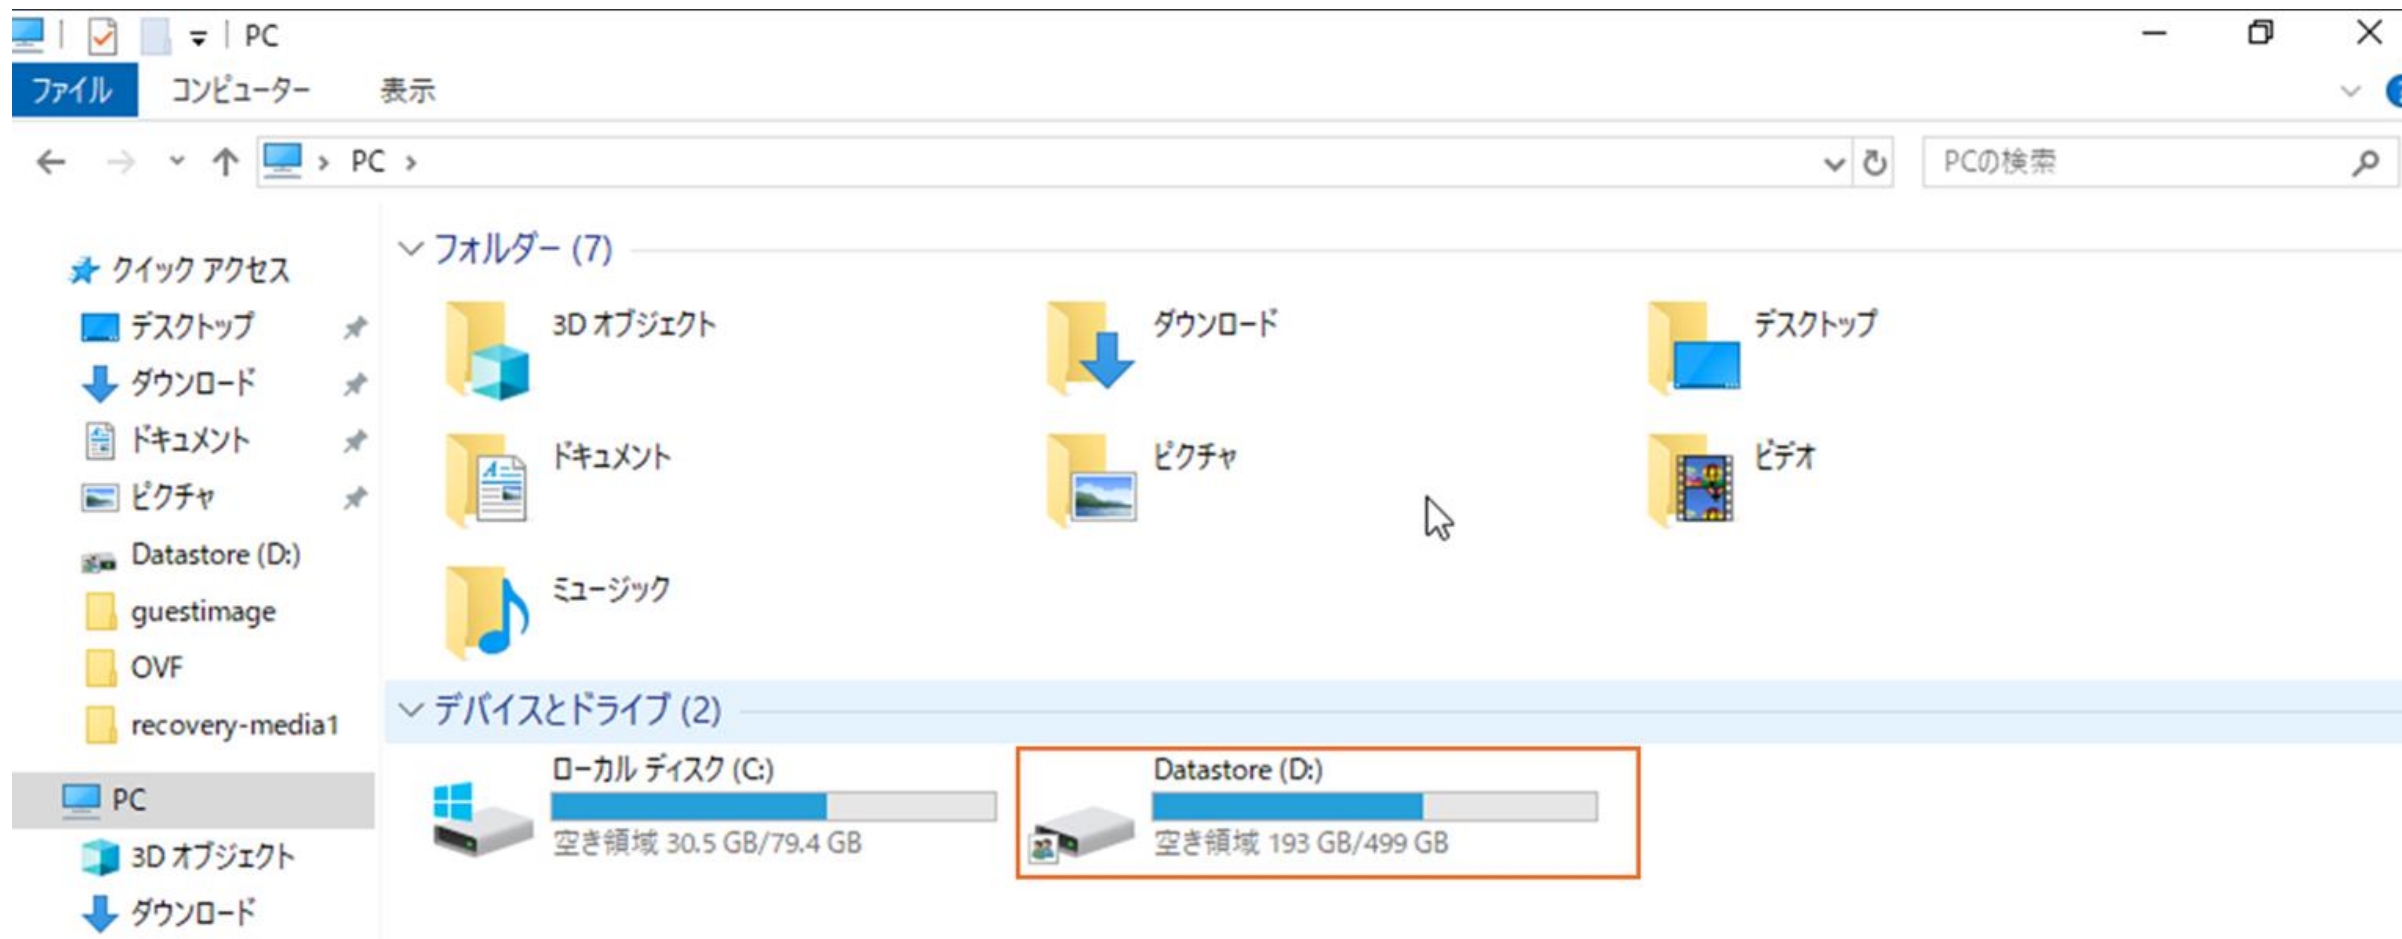 PC
ファイル コンピューター 表示
PC
PCの検索
クイック アクセス
デスクトップ
ダウンロード
ドキュメント
ピクチャ
Datastore (D:)
guestimage
OVF
recovery-media1
PC
3D オブジェクト
ダウンロード
フォルダー (7)
3D オブジェクト
ダウンロード
デスクトップ
ドキュメント
ピクチャ
ビデオ
ミュージック
デバイスとドライブ (2)
ローカル ディスク (C:)
空き領域 30.5 GB/79.4 GB
Datastore (D:)
空き領域 193 GB/499 GB